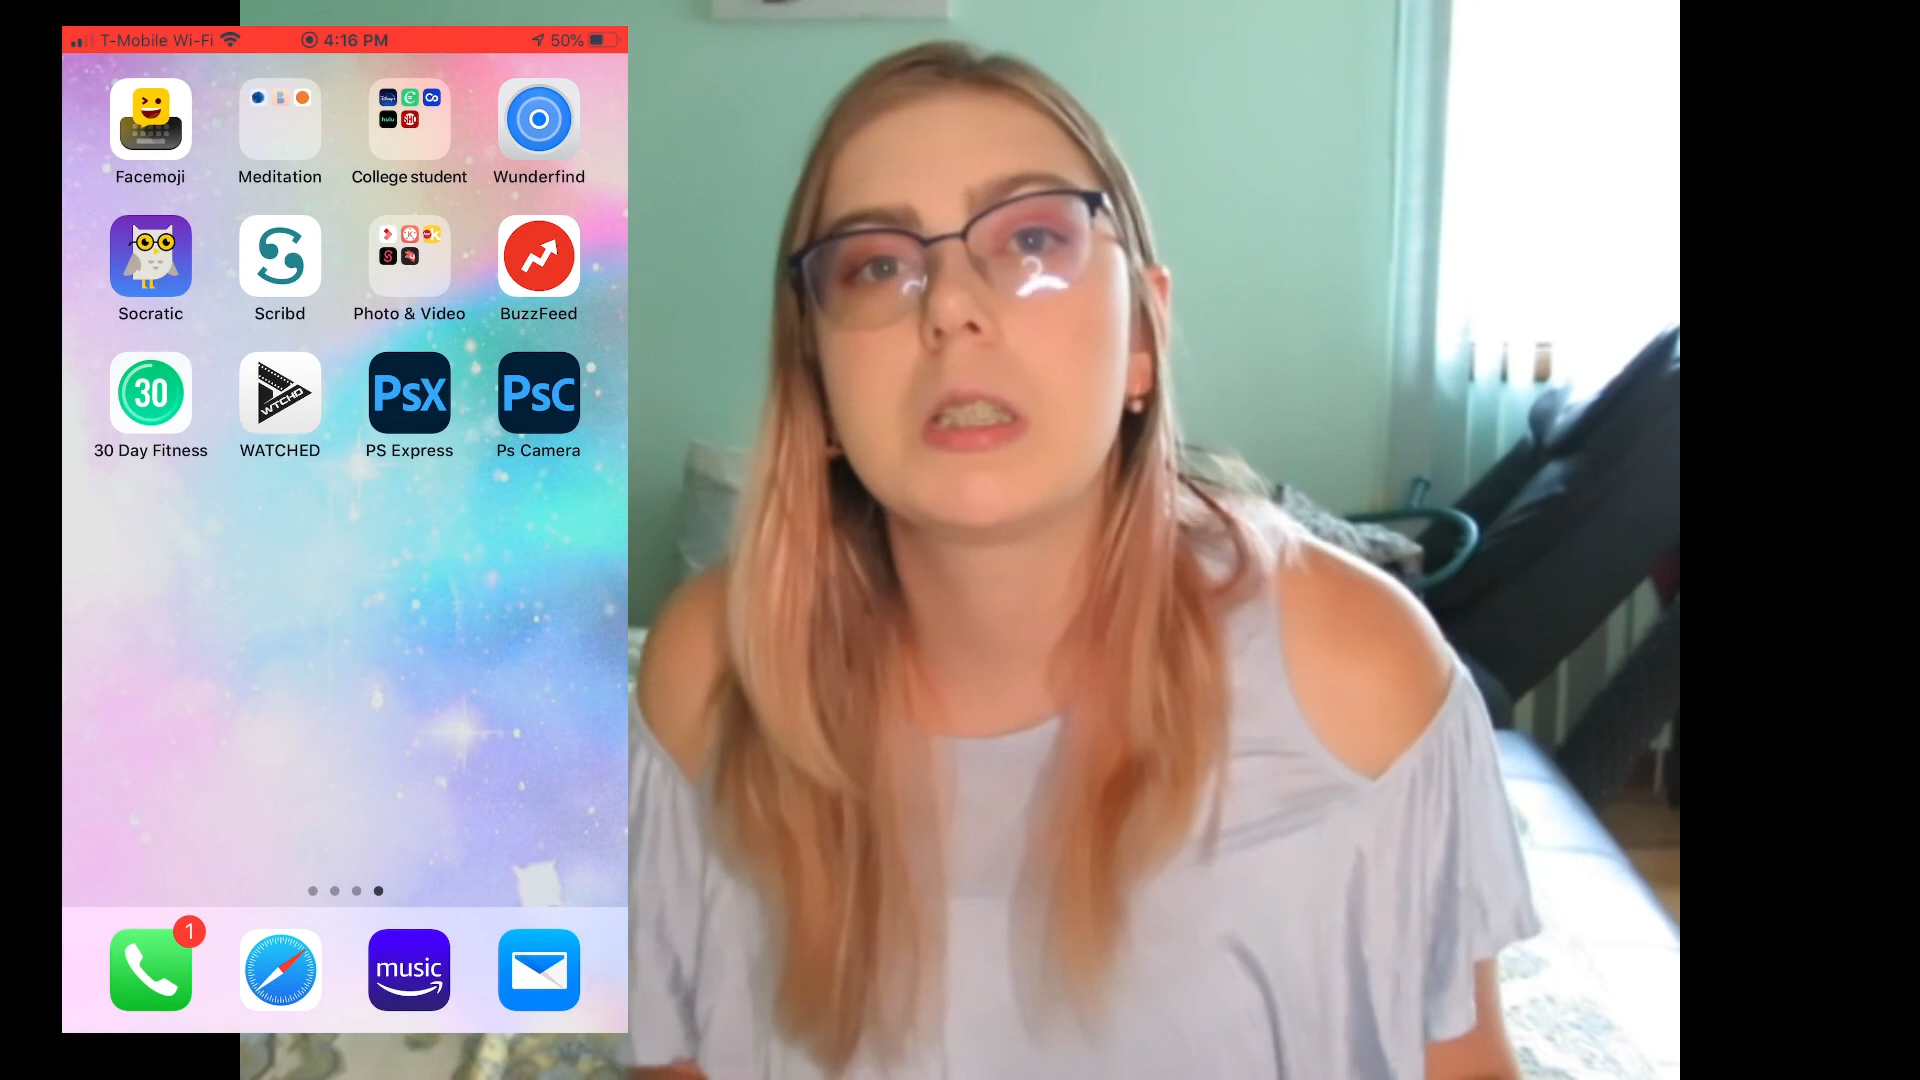 T-Mobile Wi-Fi 4:16 PM 50%
Facemoji Meditation College student Wunderfind
Socratic Scribd Photo & Video BuzzFeed
30
WTCHD
PsX
PsC
30 Day Fitness WATCHED PS Express Ps Camera
1
music